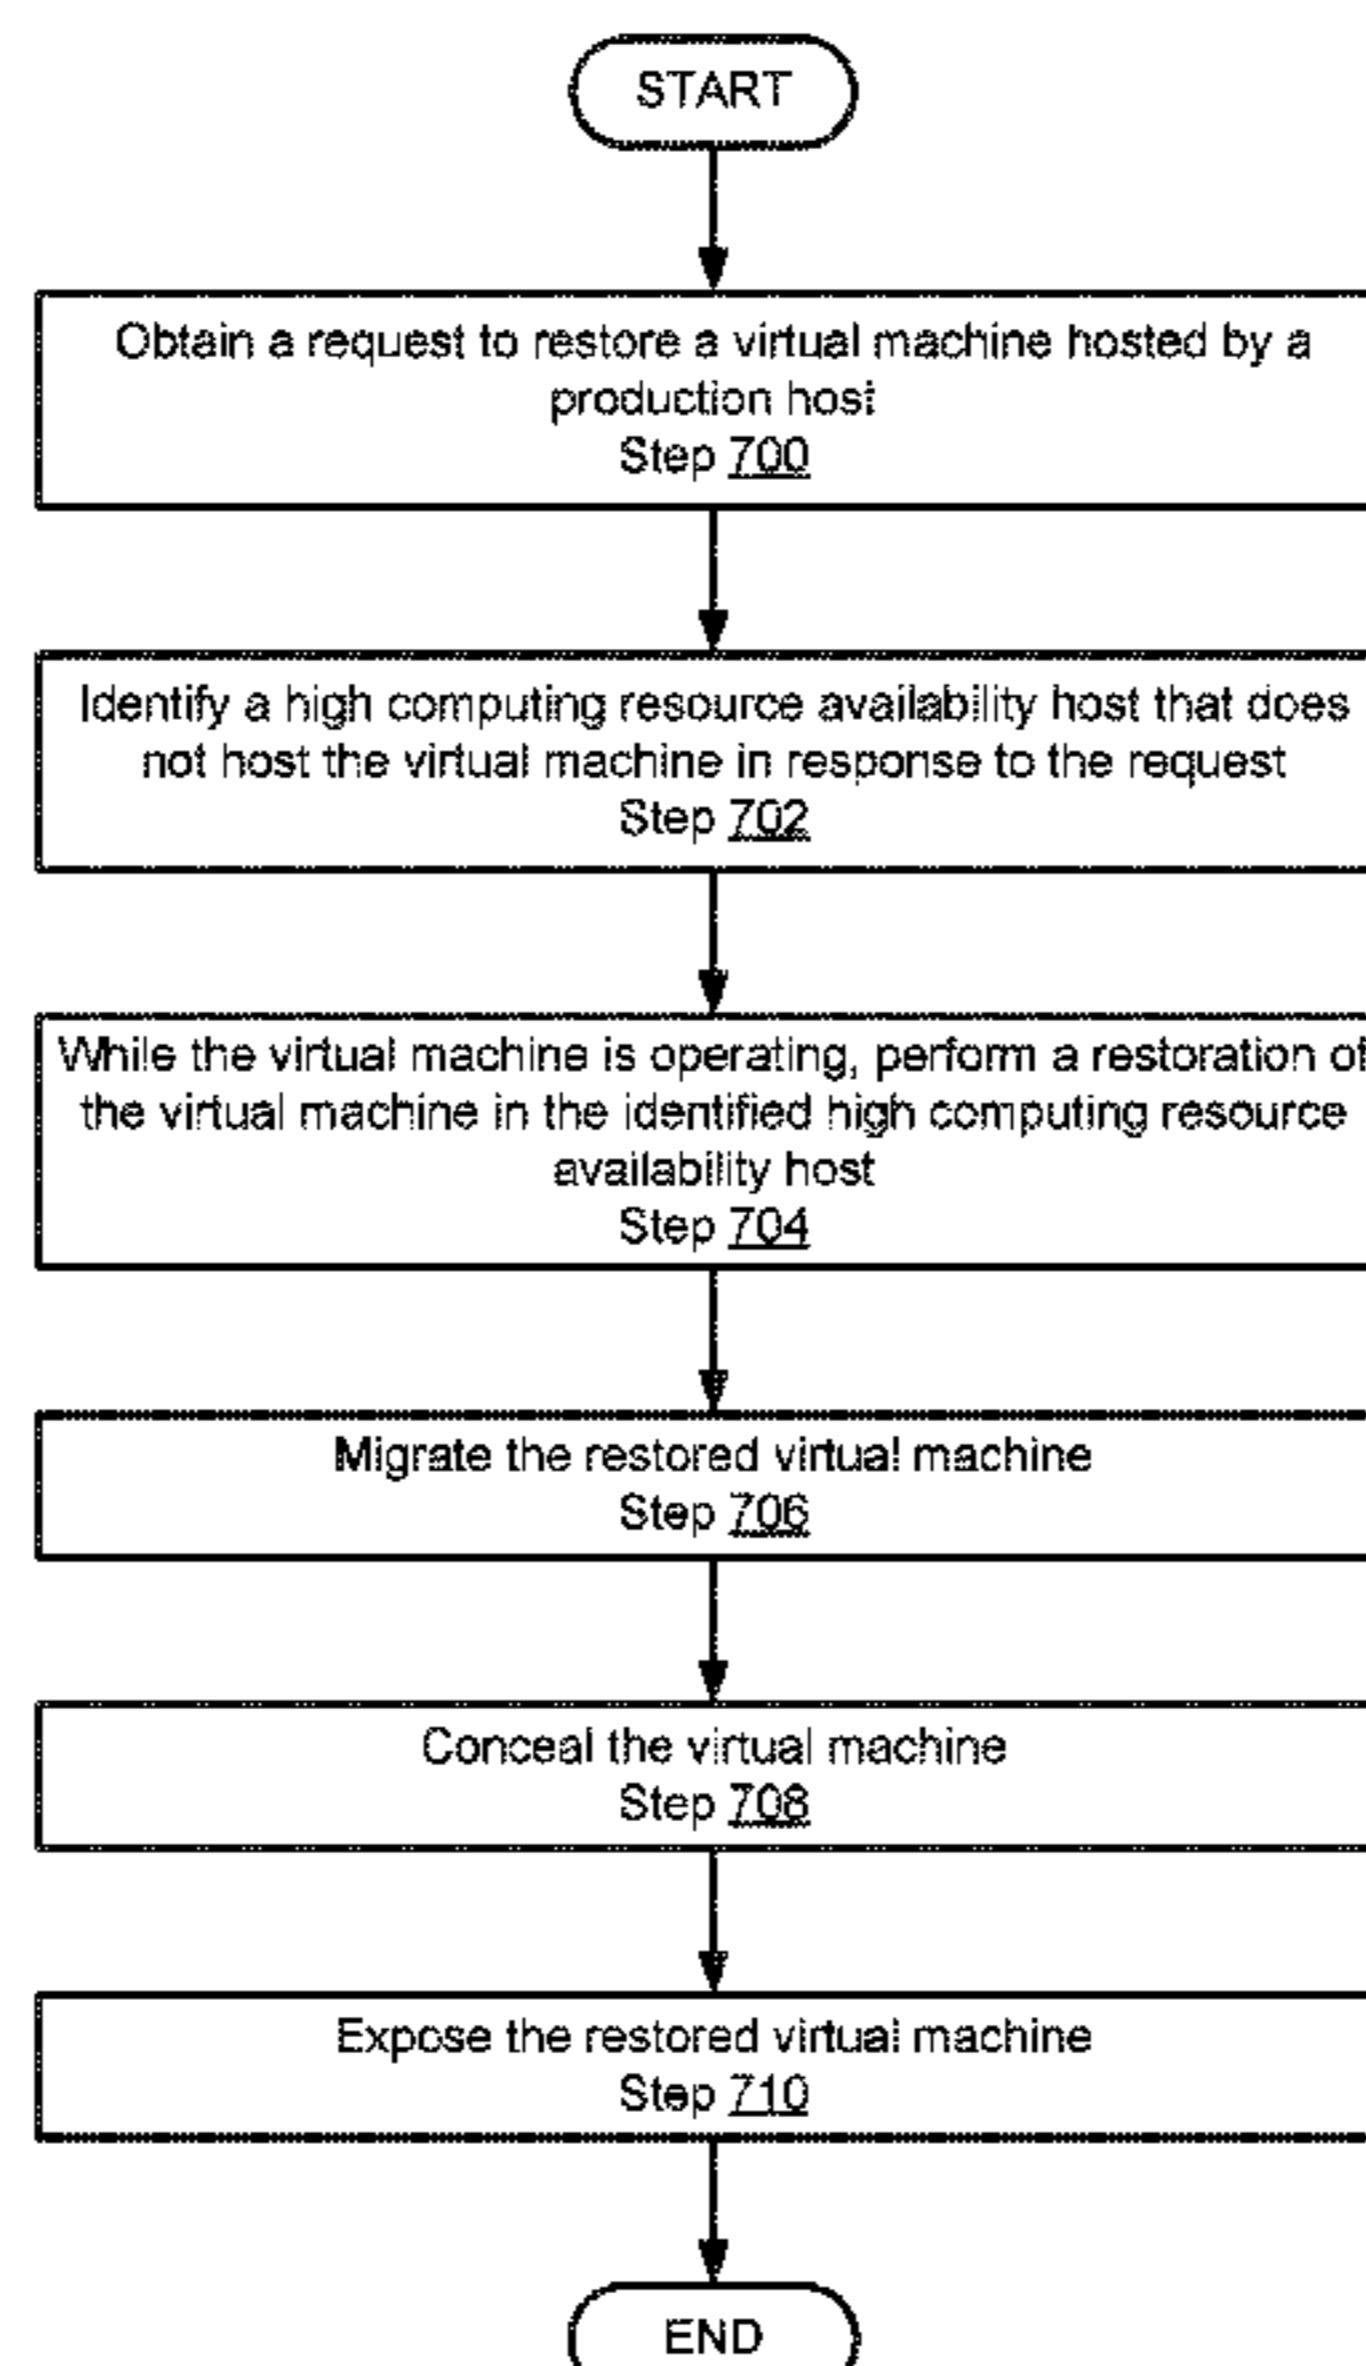 START
Obtain a request to restore a virtual machine hosted by a
production host
Step 700
Identify a high computing resource availability host that does
not host the virtual machine in response to the request
Step 702
While the virtual machine is operating, perform a restoration of
the virtual machine in the identified high computing resource
availability host
Step 704
Migrate the restored virtual machine
Step 706
Conceal the virtual machine
Step 708
Expose the restored virtual machine
Step 710
END